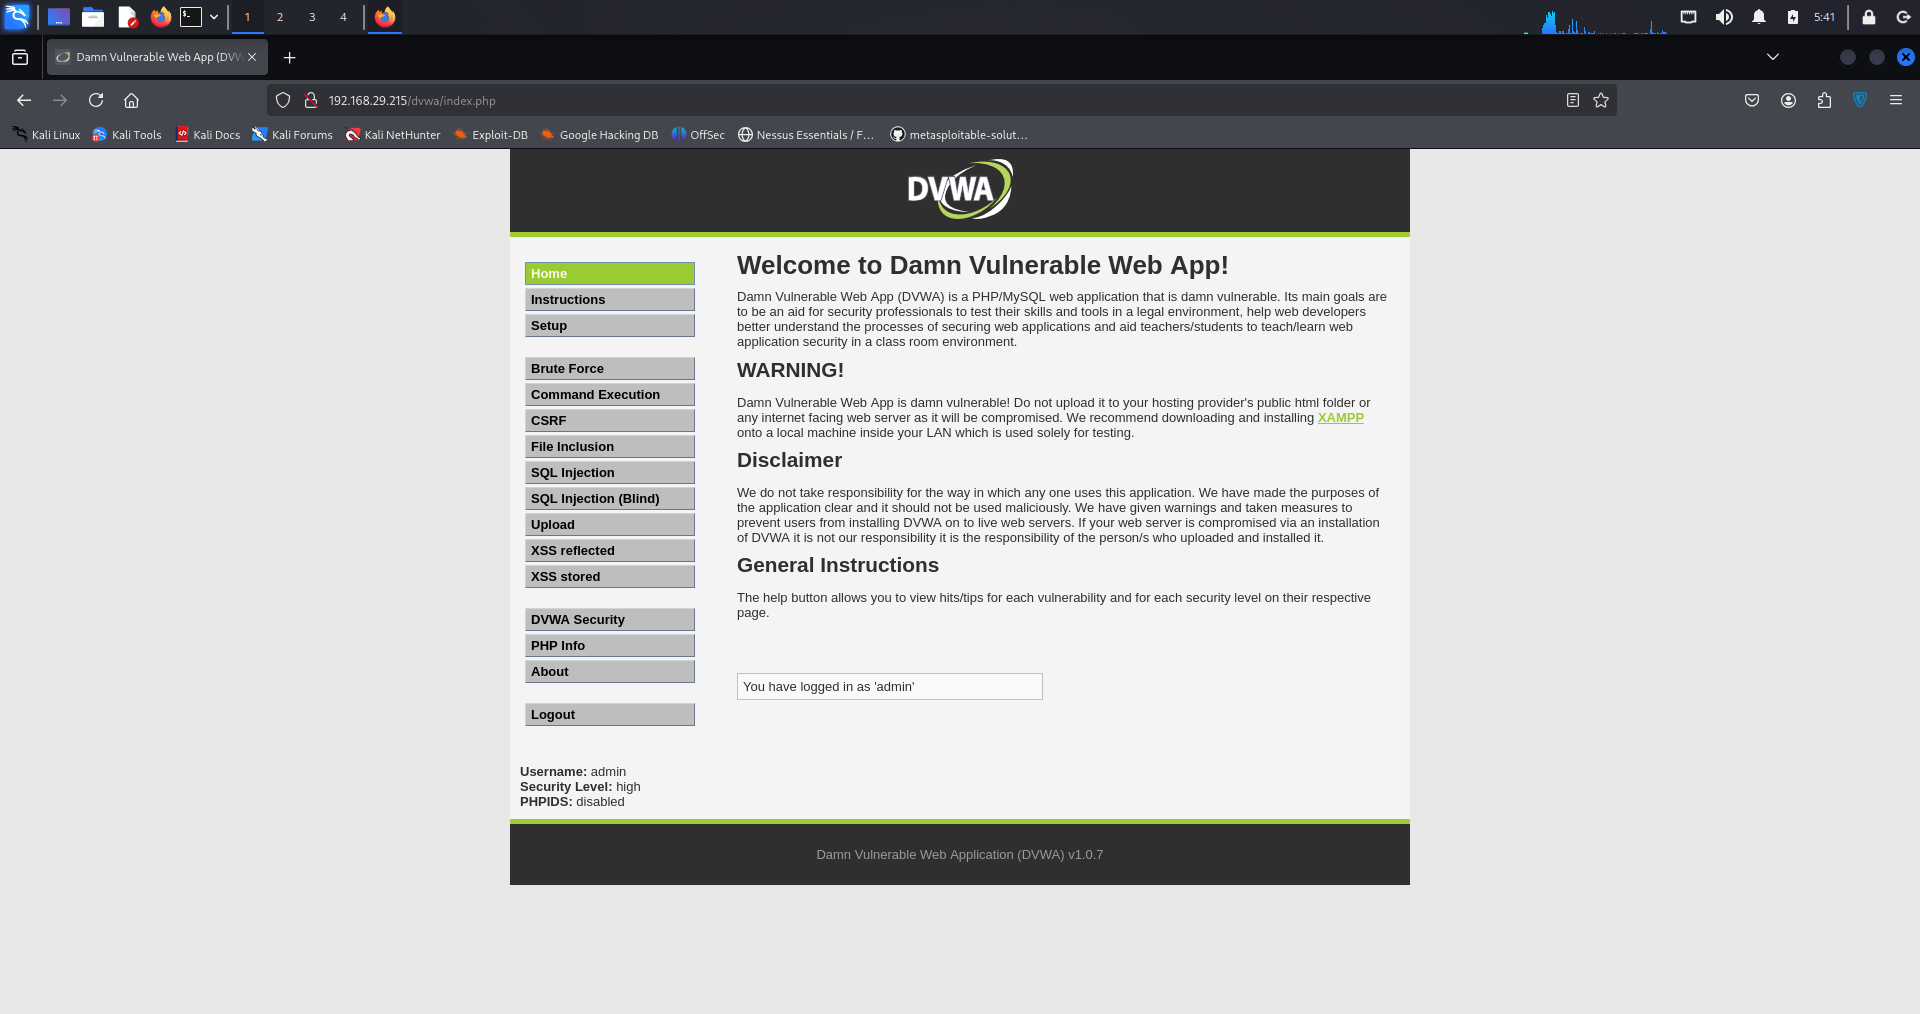 1 2 3 4 5:41
Damn Vulnerable Web App (DVW
192.168.29.215/dvwa/index.php
Kali Linux Kali Tools Kali Docs Kali Forums Kali NetHunter Exploit-DB Google Hacking DB OffSec Nessus Essentials / F… metasploitable-solut…
DVWA
Home
Instructions
Setup
Brute Force
Command Execution
CSRF
File Inclusion
SQL Injection
SQL Injection (Blind)
Upload
XSS reflected
XSS stored
DVWA Security
PHP Info
About
Logout
Username: admin
Security Level: high
PHPIDS: disabled
Welcome to Damn Vulnerable Web App!
Damn Vulnerable Web App (DVWA) is a PHP/MySQL web application that is damn vulnerable. Its main goals are
to be an aid for security professionals to test their skills and tools in a legal environment, help web developers
better understand the processes of securing web applications and aid teachers/students to teach/learn web
application security in a class room environment.
WARNING!
Damn Vulnerable Web App is damn vulnerable! Do not upload it to your hosting provider's public html folder or
any internet facing web server as it will be compromised. We recommend downloading and installing XAMPP
onto a local machine inside your LAN which is used solely for testing.
Disclaimer
We do not take responsibility for the way in which any one uses this application. We have made the purposes of
the application clear and it should not be used maliciously. We have given warnings and taken measures to
prevent users from installing DVWA on to live web servers. If your web server is compromised via an installation
of DVWA it is not our responsibility it is the responsibility of the person/s who uploaded and installed it.
General Instructions
The help button allows you to view hits/tips for each vulnerability and for each security level on their respective
page.
You have logged in as 'admin'
Damn Vulnerable Web Application (DVWA) v1.0.7